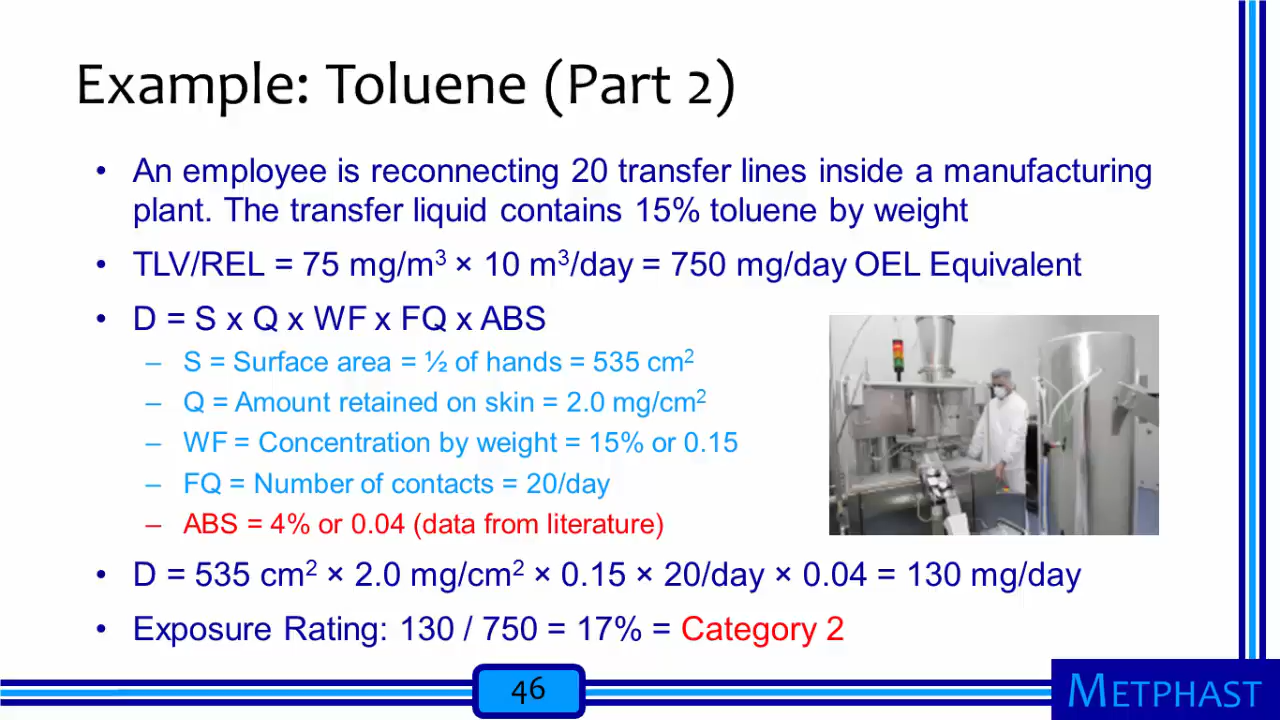 Example: Toluene (Part 2)
• An employee is reconnecting 20 transfer lines inside a manufacturing
plant. The transfer liquid contains 15% toluene by weight
• TLV/REL = 75 mg/m³ × 10 m³/day = 750 mg/day OEL Equivalent
• D = S x Q x WF x FQ x ABS
– S = Surface area = ½ of hands = 535 cm²
– Q = Amount retained on skin = 2.0 mg/cm²
– WF = Concentration by weight = 15% or 0.15
– FQ = Number of contacts = 20/day
– ABS = 4% or 0.04 (data from literature)
• D = 535 cm² × 2.0 mg/cm² × 0.15 × 20/day × 0.04 = 130 mg/day
• Exposure Rating: 130 / 750 = 17% = Category 2
46
METPHAST